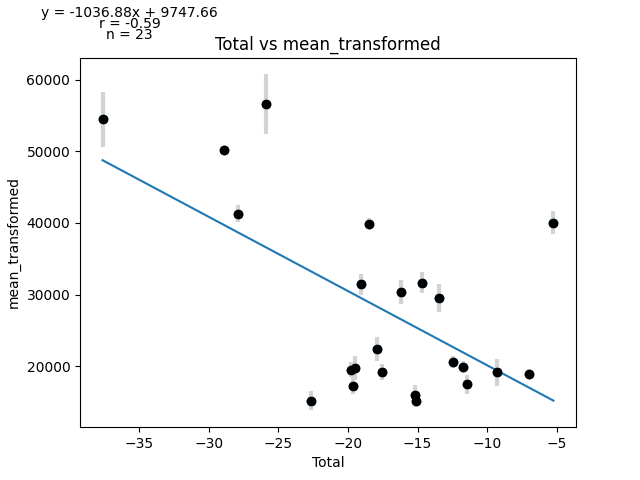 y = -1036.88x + 9747.66
r = -0.59
n = 23
Total vs mean_transformed
60000
50000
40000
30000
20000
mean_transformed
−35
−30
−25
−20
−15
−10
−5
Total